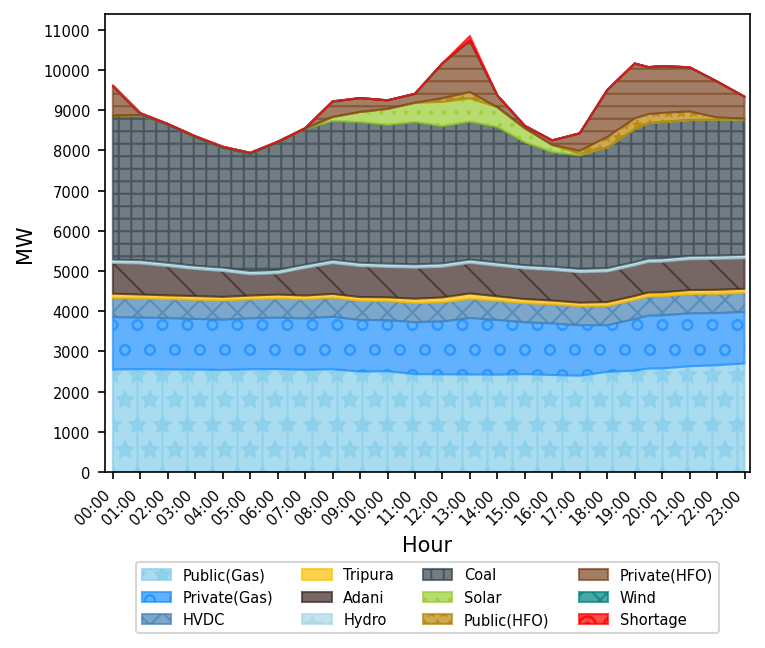 11000
10000
9000
8000
7000
6000
5000
4000
3000
2000
1000
0
MW
00:00 01:00 02:00 03:00 04:00 05:00 06:00 07:00 08:00 09:00 10:00 11:00 12:00 13:00 14:00 15:00 16:00 17:00 18:00 19:00 20:00 21:00 22:00 23:00
Hour
Public(Gas) Tripura Coal Private(HFO)
Private(Gas) Adani Solar Wind
HVDC Hydro Public(HFO) Shortage